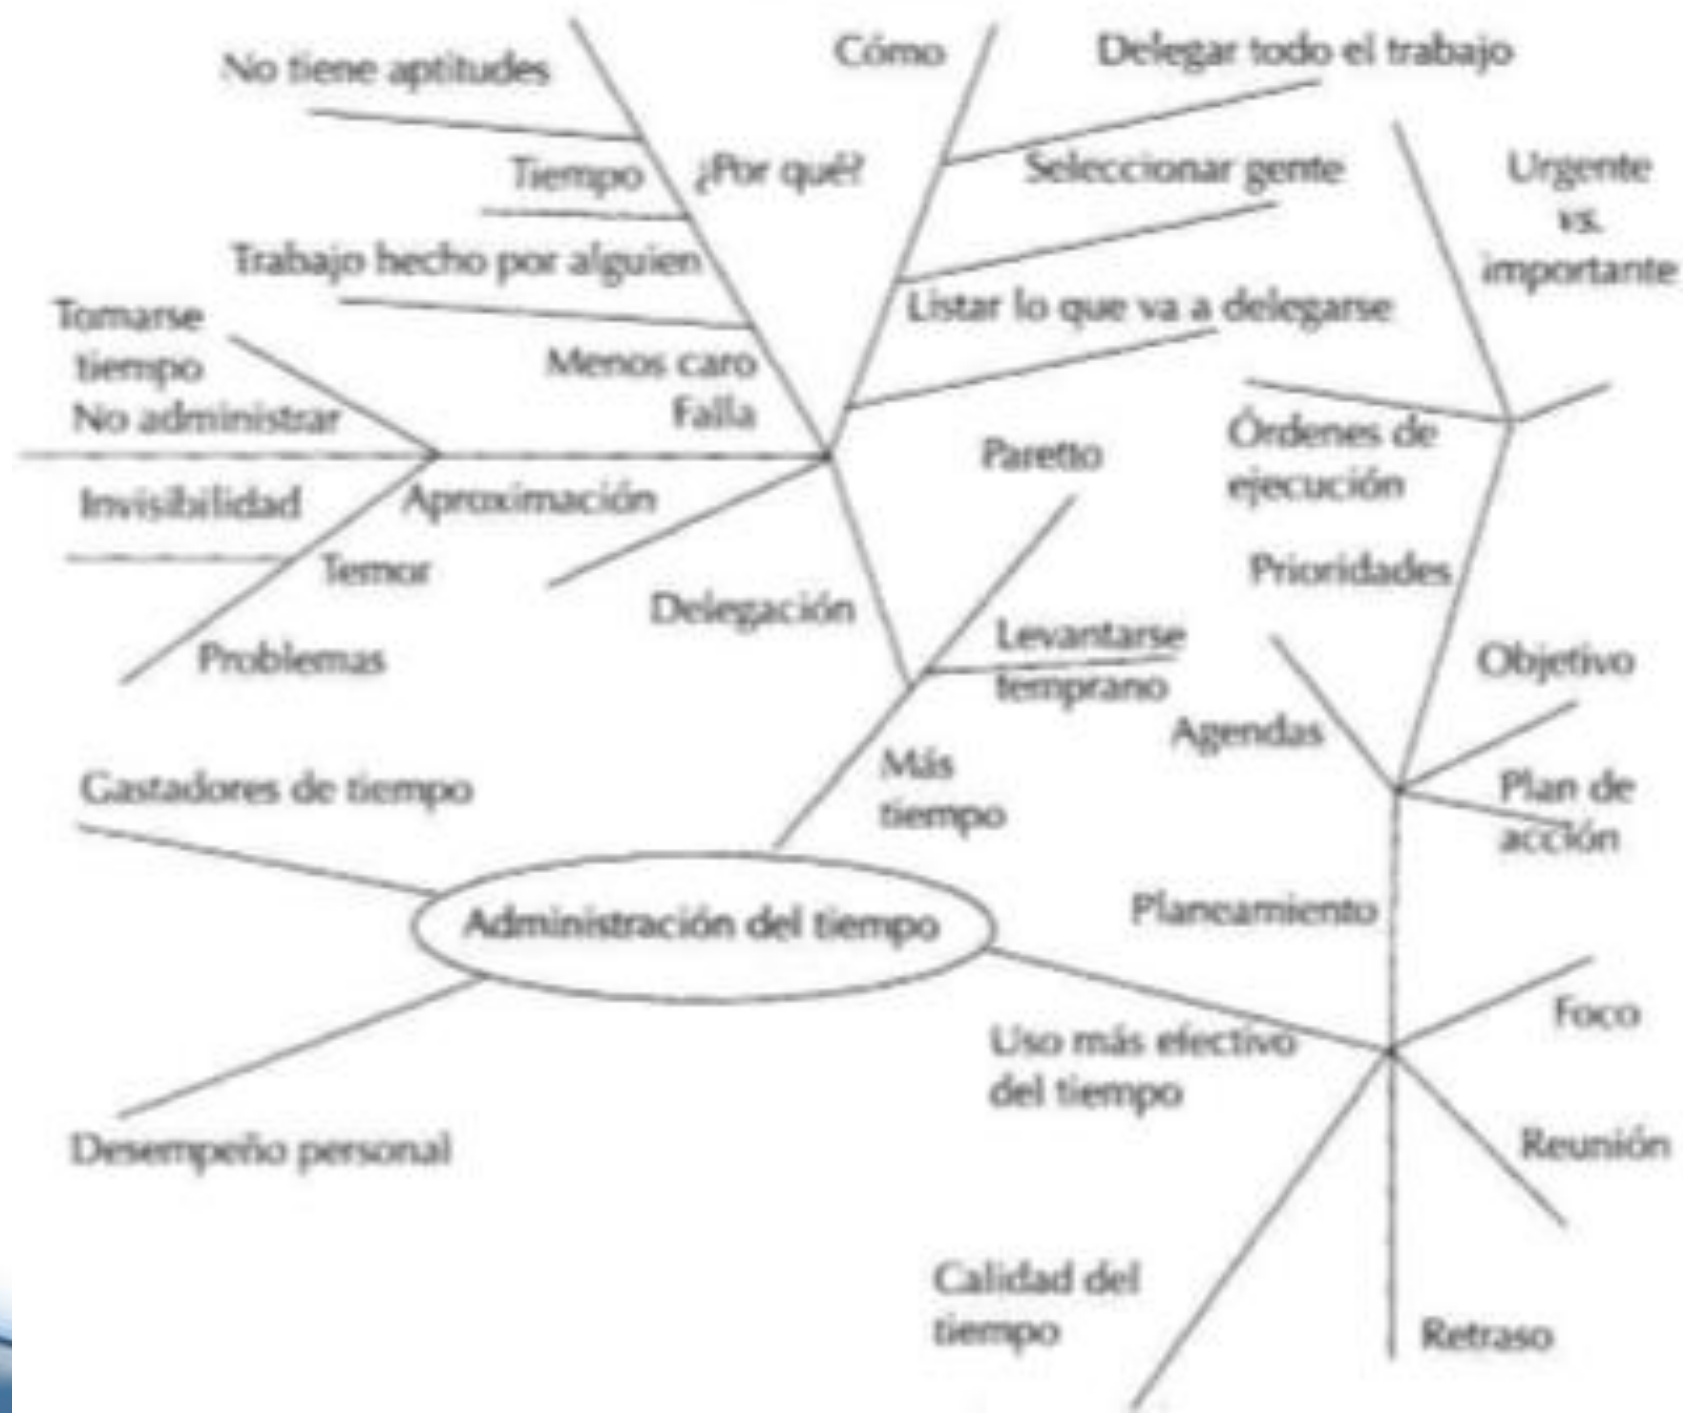 Cómo
Delegar todo el trabajo
No tiene aptitudes
¿Por qué?
Seleccionar gente
Urgente
vs.
importante
Tiempo
Trabajo hecho por alguien
Listar lo que va a delegarse
Tomarse
tiempo
No administrar
Menos caro
Falla
Paretto
Órdenes de
ejecución
Invisibilidad
Aproximación
Temor
Prioridades
Delegación
Levantarse
temprano
Problemas
Objetivo
Agendas
Más
tiempo
Plan de
acción
Gastadores de tiempo
Administración del tiempo
Planeamiento
Foco
Uso más efectivo
del tiempo
Desempeño personal
Reunión
Calidad del
tiempo
Retraso